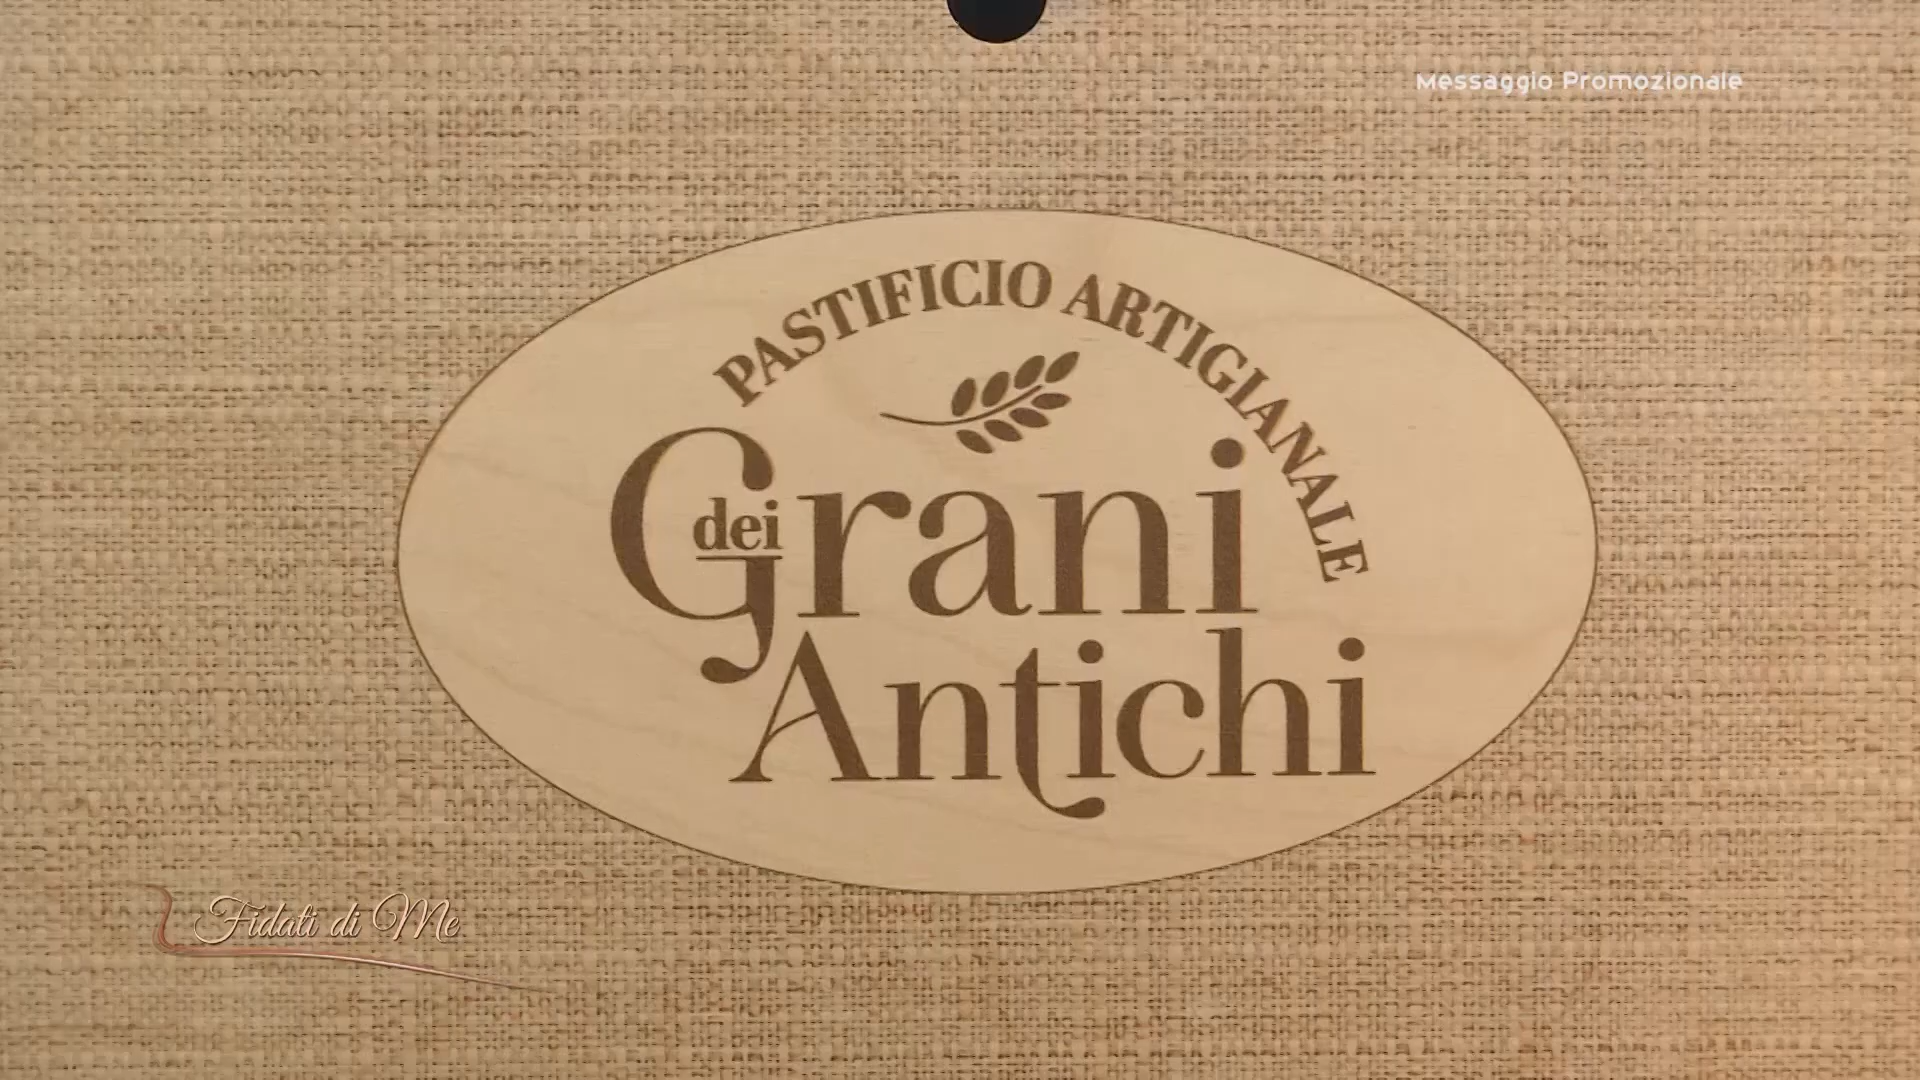 Messaggio Promozionale
PASTIFICIO ARTIGIANALE
dei
Grani
Antichi
Fidati di Me